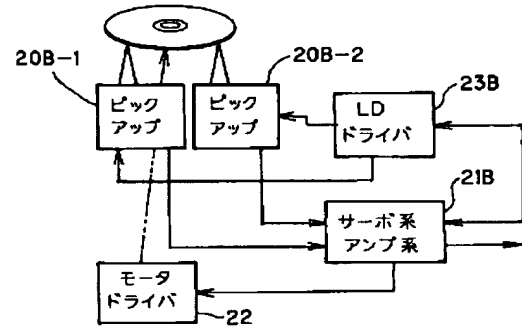 20B-1
20B-2
ピック
アップ
ピック
アップ
LD
ドライバ
23B
21B
サーボ系
アンプ系
モータ
ドライバ
22